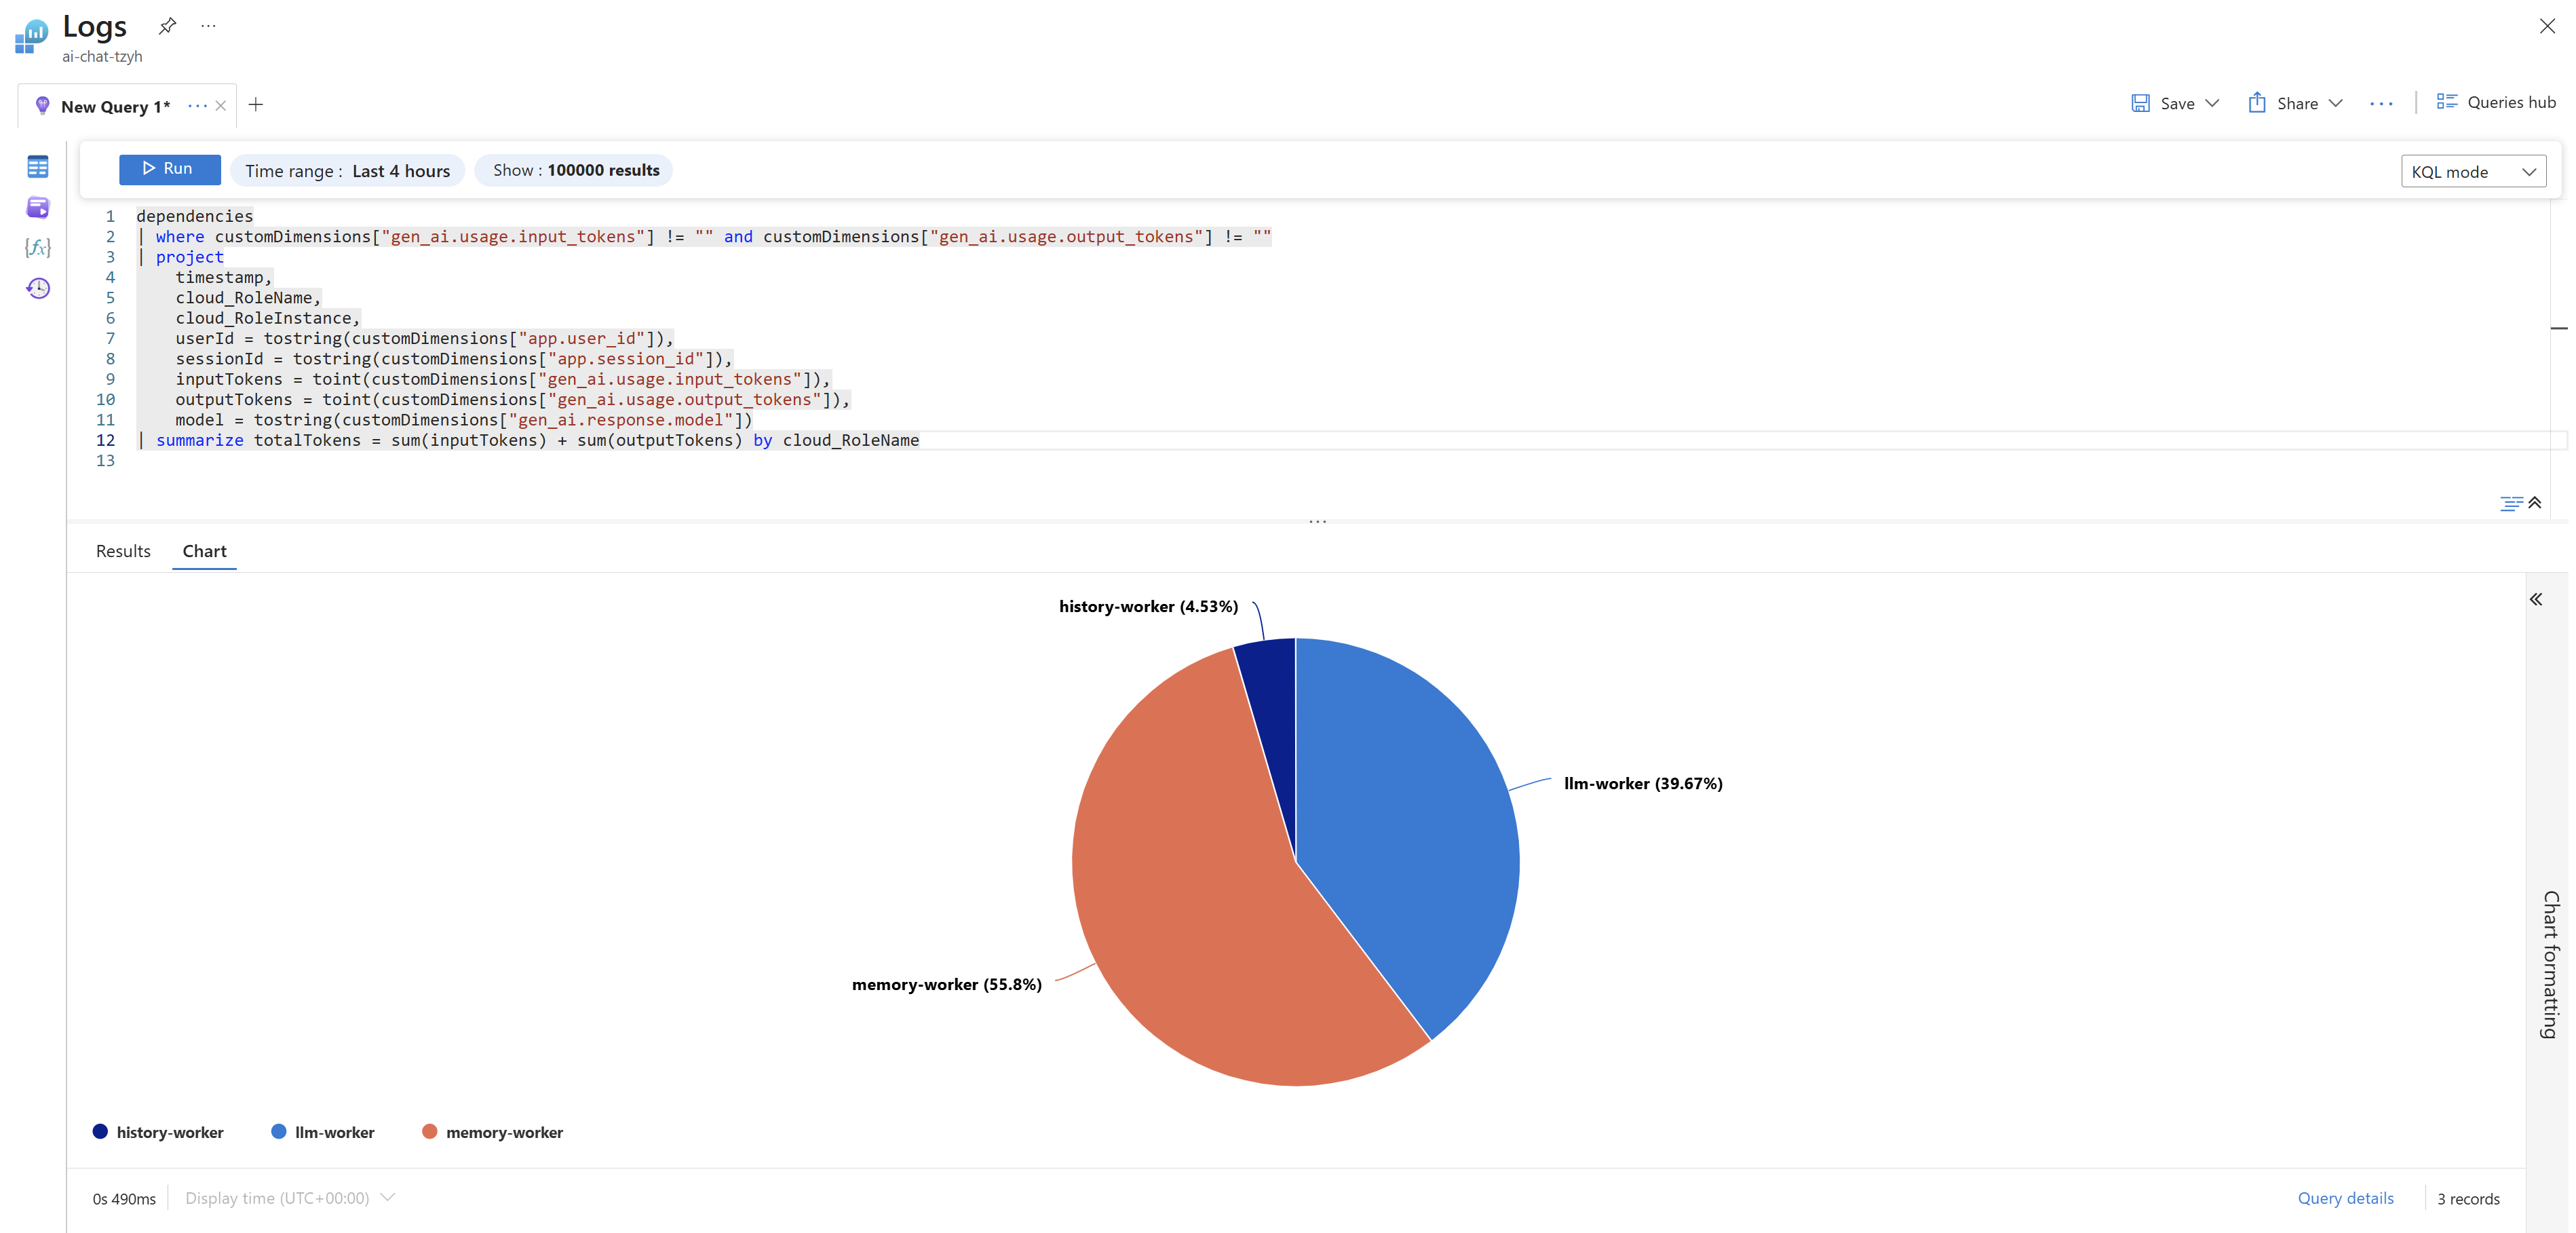 Logs
ai-chat-tzyh
New Query 1*
Save
Share
Queries hub
Run
Time range : Last 4 hours
Show : 100000 results
KQL mode
1 dependencies
2 | where customDimensions["gen_ai.usage.input_tokens"] != "" and customDimensions["gen_ai.usage.output_tokens"] != ""
3 | project
4     timestamp,
5     cloud_RoleName,
6     cloud_RoleInstance,
7     userId = tostring(customDimensions["app.user_id"]),
8     sessionId = tostring(customDimensions["app.session_id"]),
9     inputTokens = toint(customDimensions["gen_ai.usage.input_tokens"]),
10     outputTokens = toint(customDimensions["gen_ai.usage.output_tokens"]),
11     model = tostring(customDimensions["gen_ai.response.model"])
12 | summarize totalTokens = sum(inputTokens) + sum(outputTokens) by cloud_RoleName
13
Results
Chart
history-worker (4.53%)
llm-worker (39.67%)
memory-worker (55.8%)
Chart formatting
history-worker
llm-worker
memory-worker
0s 490ms
Display time (UTC+00:00)
Query details
3 records